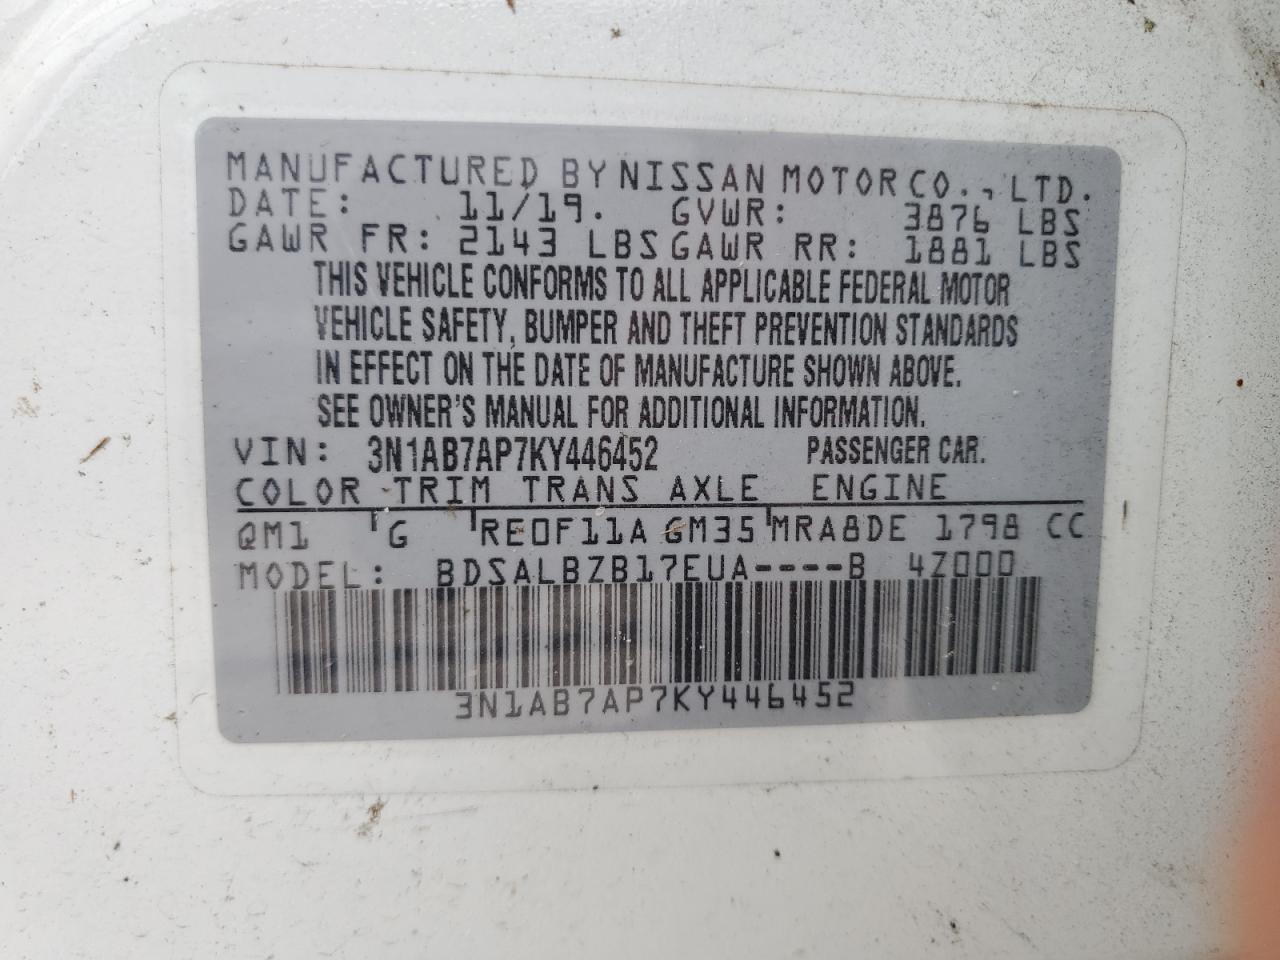 MANUFACTURED BY NISSAN MOTOR CO., LTD.
DATE: 11/19. GVWR: 3876 LBS
GAWR FR: 2143 LBS GAWR RR: 1881 LBS
THIS VEHICLE CONFORMS TO ALL APPLICABLE FEDERAL MOTOR
VEHICLE SAFETY, BUMPER AND THEFT PREVENTION STANDARDS
IN EFFECT ON THE DATE OF MANUFACTURE SHOWN ABOVE.
SEE OWNER'S MANUAL FOR ADDITIONAL INFORMATION.
VIN: 3N1AB7AP7KY446452 PASSENGER CAR.
COLOR TRIM TRANS AXLE ENGINE
QM1 G RE0F11A GM35 MRA8DE 1798 CC
MODEL: BDSALBZB17EUA----B 4Z000
3N1AB7AP7KY446452